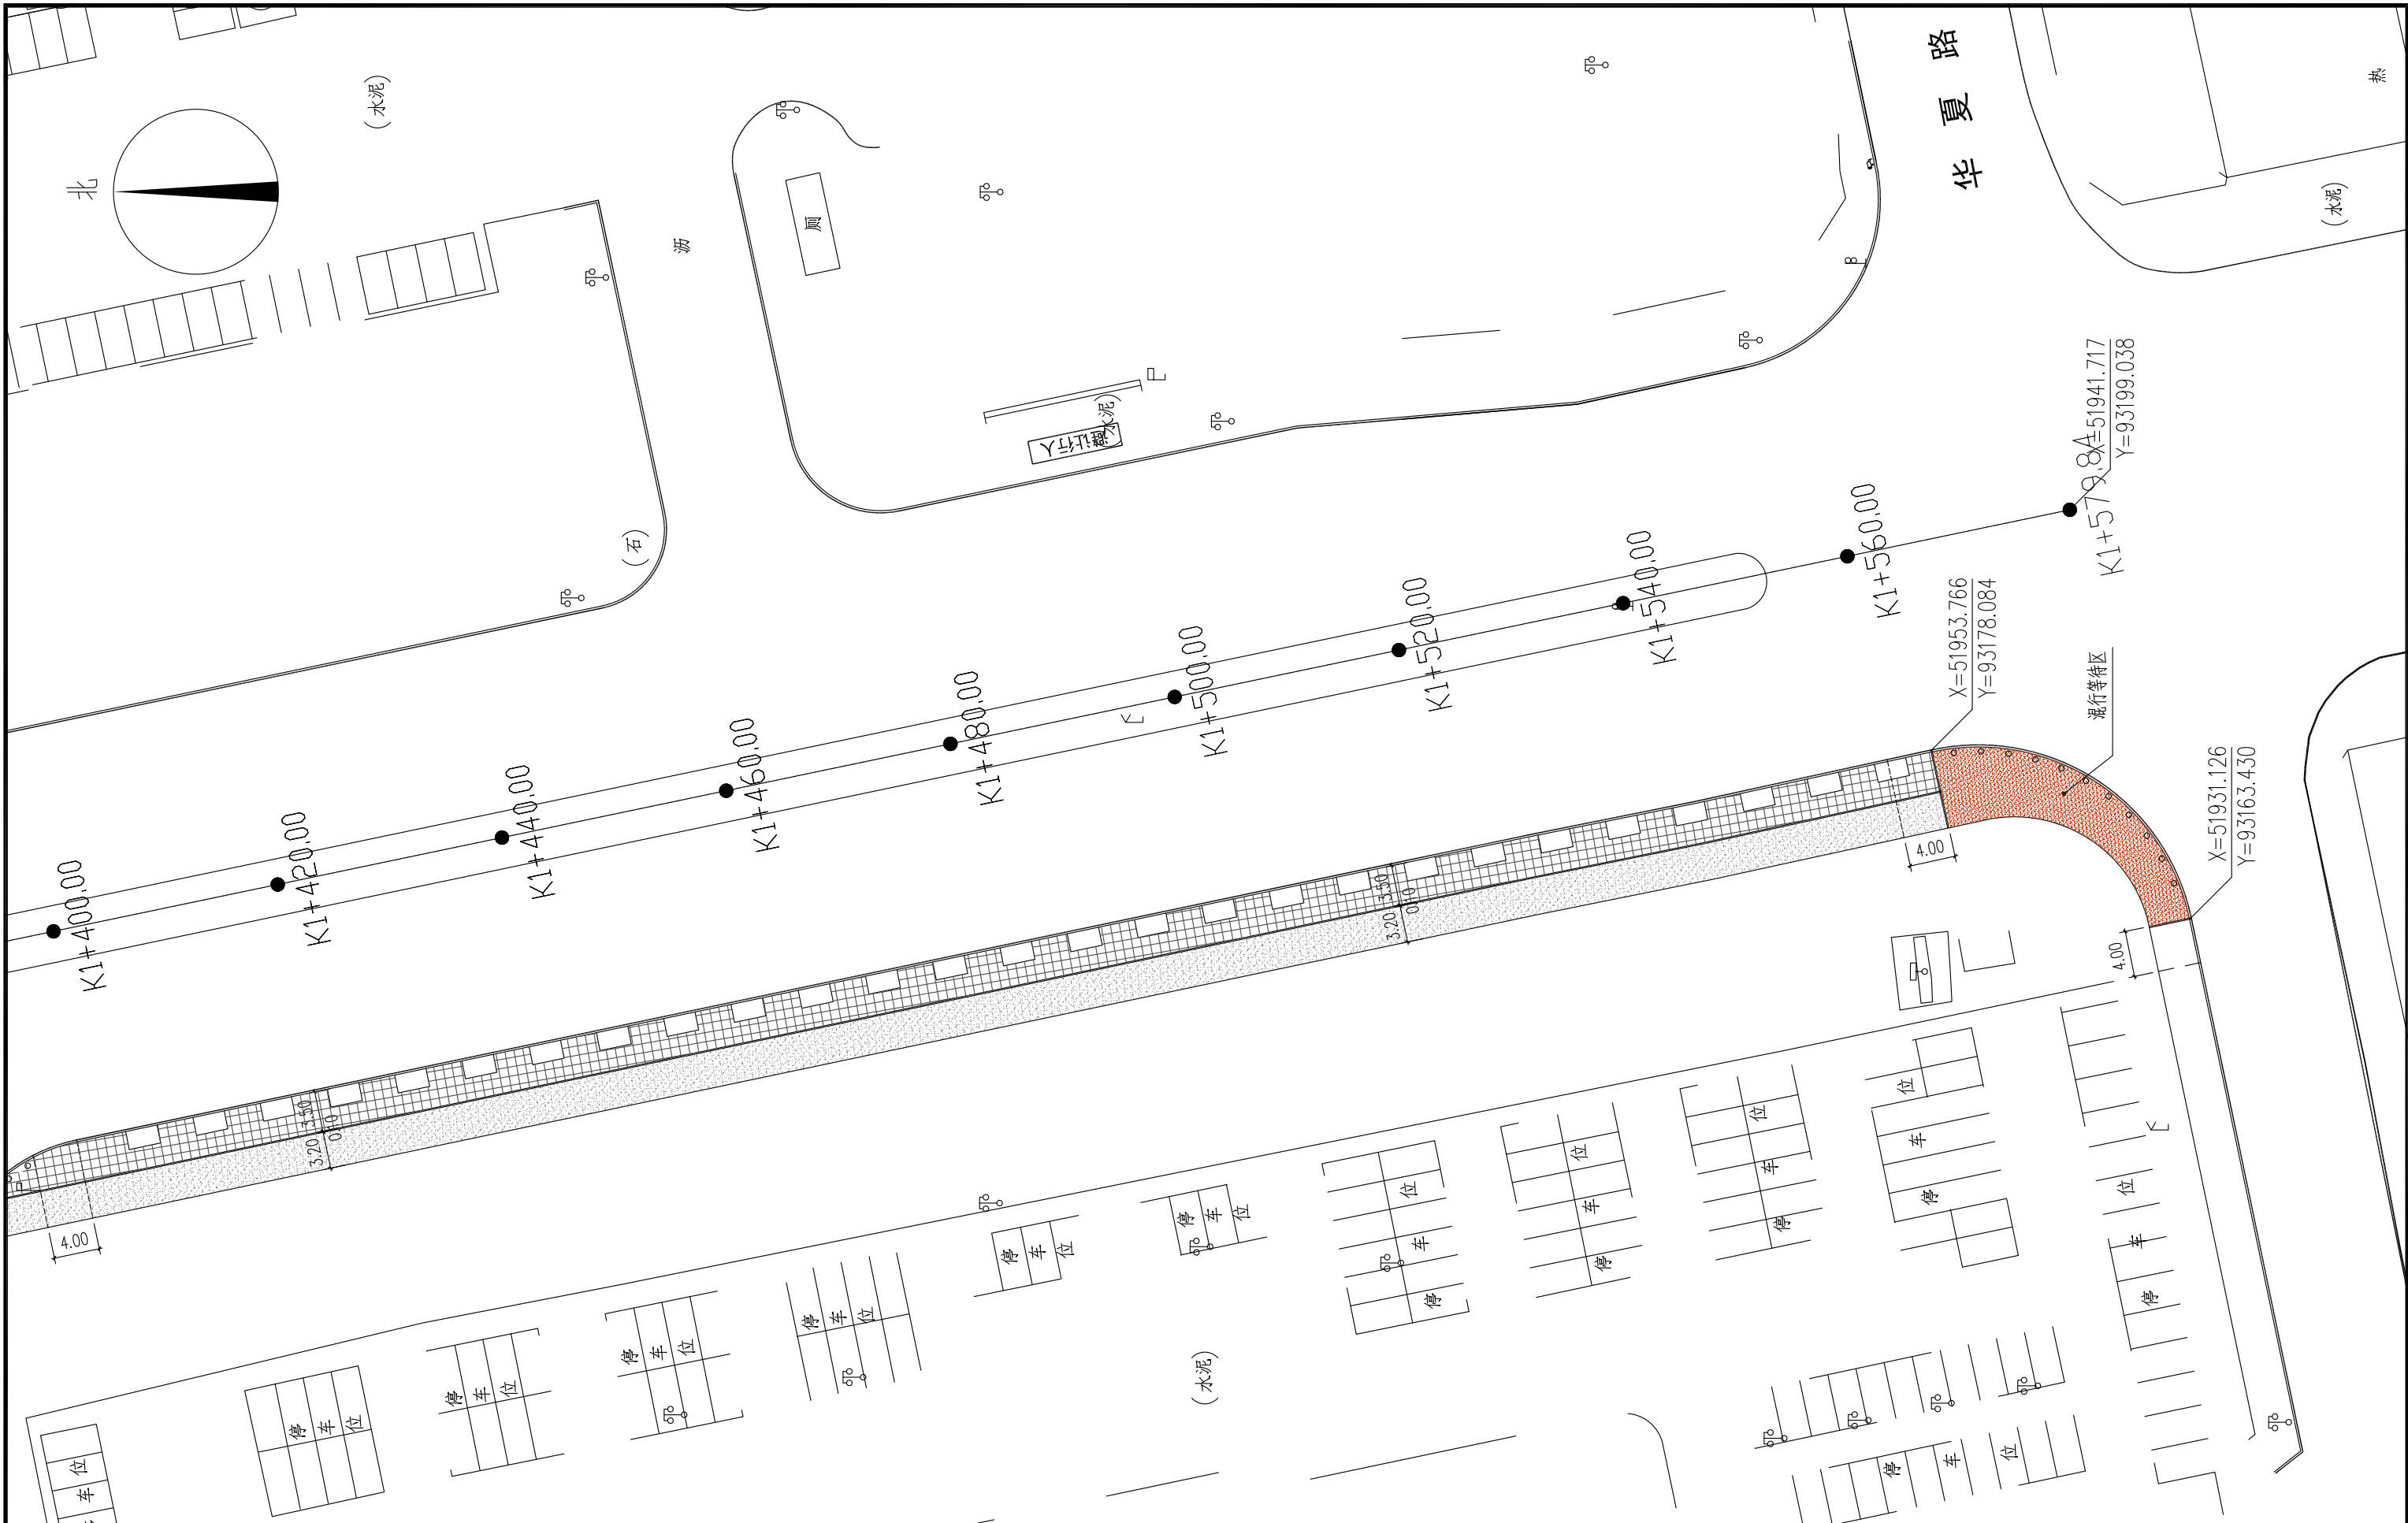 北
(水泥)
沥
厕
(石)
避让行人
(水泥)
华夏路
热
(水泥)
K1+400.00
K1+420.00
K1+440.00
K1+460.00
K1+480.00
K1+500.00
K1+520.00
K1+540.00
K1+560.00
X=51941.717
Y=93199.038
X=51953.766
Y=93178.084
混行等待区
X=51931.126
Y=93163.430
4.00
3.20
3.50
0.10
3.20
3.50
0.10
4.00
4.00
车位
停车位
停车位
停车位
停车位
停车位
停车位
停车位
停车位
停车位
停车位
停车位
停车位
(水泥)